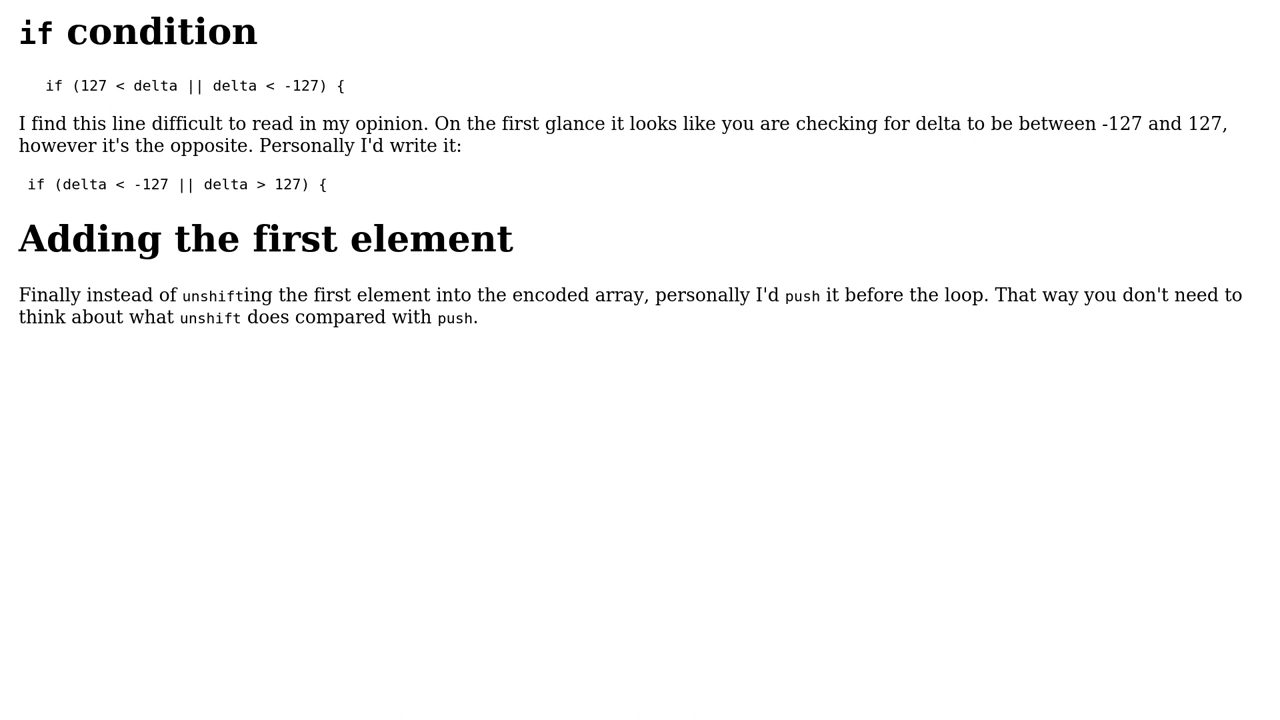 if condition
if (127 < delta || delta < -127) {
I find this line difficult to read in my opinion. On the first glance it looks like you are checking for delta to be between -127 and 127,
however it's the opposite. Personally I'd write it:
if (delta < -127 || delta > 127) {
Adding the first element
Finally instead of unshifting the first element into the encoded array, personally I'd push it before the loop. That way you don't need to
think about what unshift does compared with push.